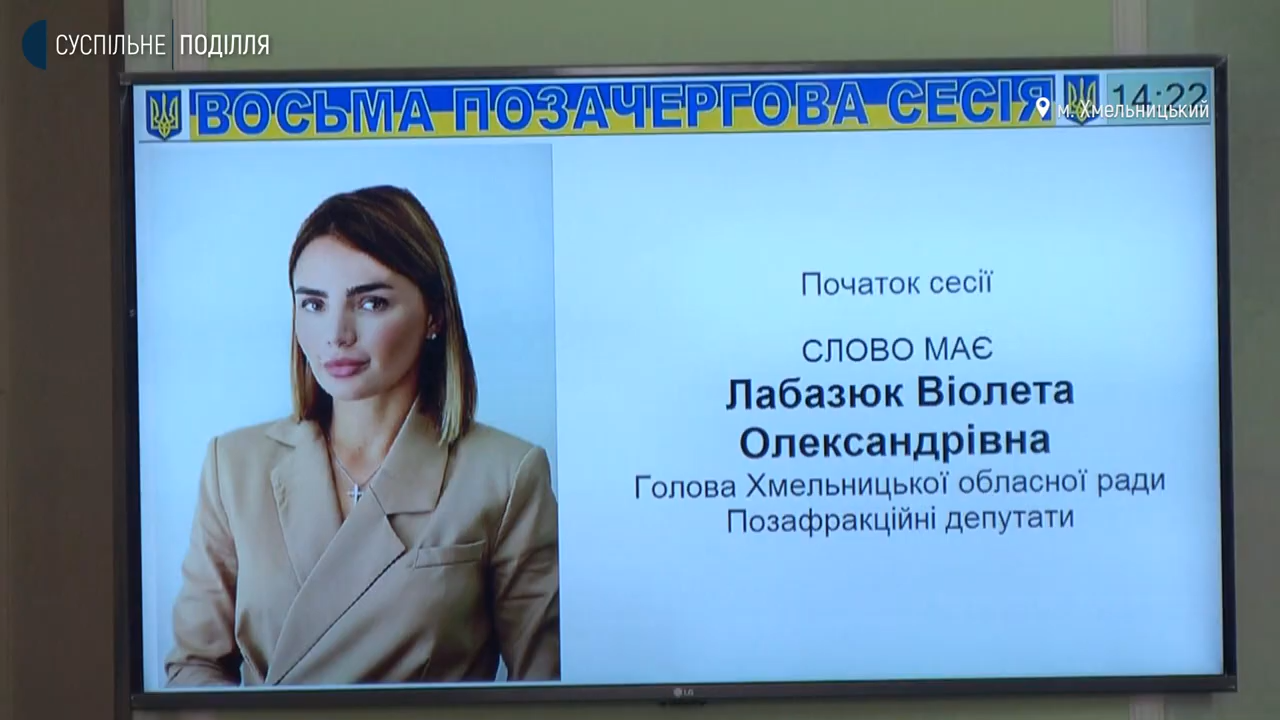 СУСПІЛЬНЕ ПОДІЛЛЯ
ВОСЬМА ПОЗАЧЕРГОВА СЕСІЯ 14:22
м. Хмельницький
Початок сесії
СЛОВО МАЄ
Лабазюк Віолета
Олександрівна
Голова Хмельницької обласної ради
Позафракційні депутати
LG